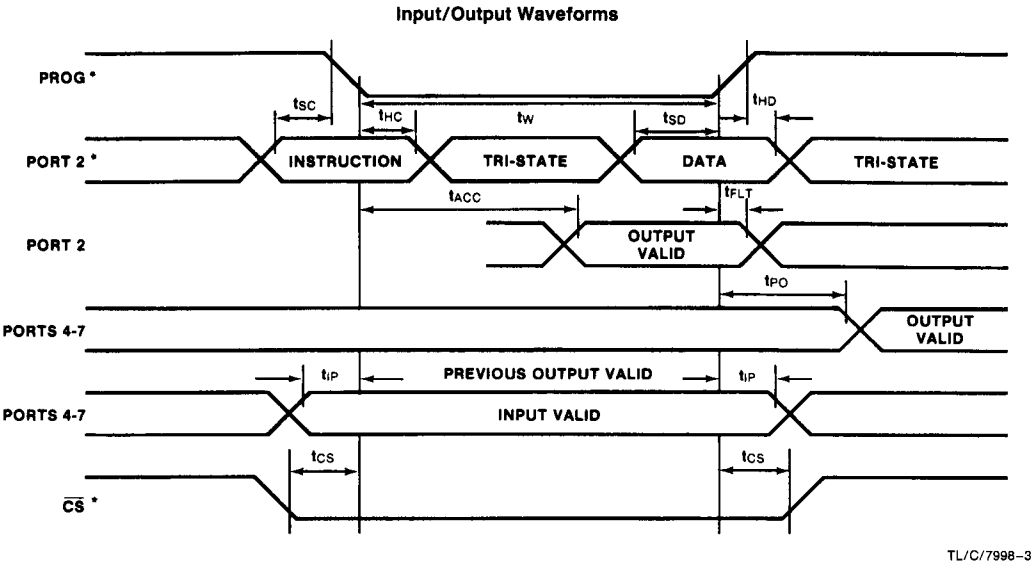 Input/Output Waveforms
PROG *
tSC
tHC
tW
tSD
tHD
PORT 2 *
INSTRUCTION
TRI-STATE
DATA
TRI-STATE
tACC
tFLT
PORT 2
OUTPUT
VALID
tPO
PORTS 4-7
OUTPUT
VALID
tIP
PREVIOUS OUTPUT VALID
tIP
PORTS 4-7
INPUT VALID
tCS
tCS
CS *
TL/C/7998-3